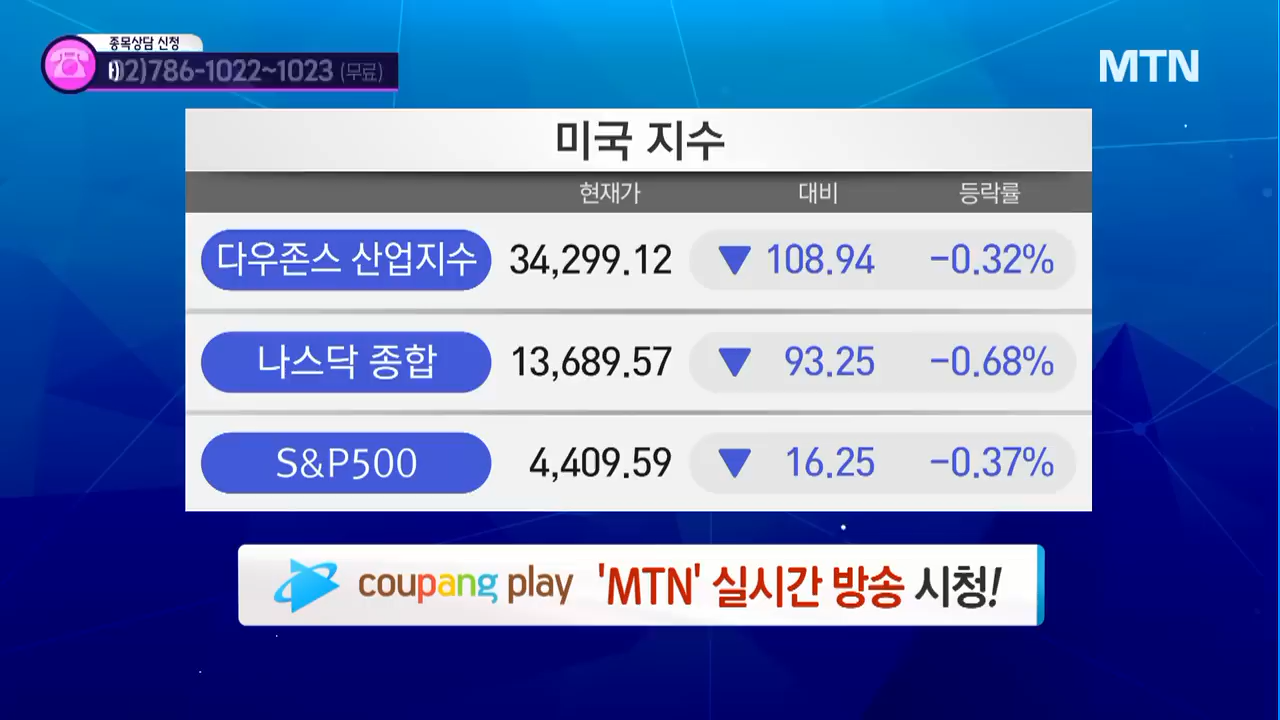 종목상담 신청
02)786-1022~1023 (무료)
MTN
미국 지수
현재가 대비 등락률
다우존스 산업지수 34,299.12 ▼ 108.94 -0.32%
나스닥 종합 13,689.57 ▼ 93.25 -0.68%
S&P500 4,409.59 ▼ 16.25 -0.37%
coupang play 'MTN' 실시간 방송 시청!